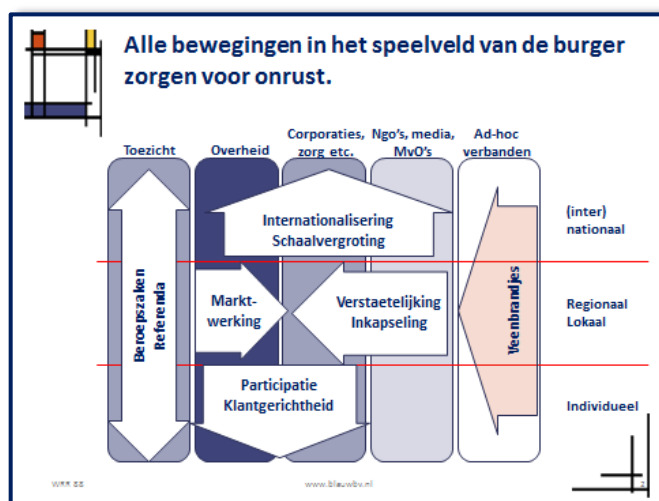 Alle bewegingen in het speelveld van de burger
zorgen voor onrust.
Toezicht
Overheid
Corporaties,
zorg etc.
Ngo's, media,
MvO's
Ad-hoc
verbanden
Internationalisering
Schaalvergroting
(inter)
nationaal
Beroepszaken
Referenda
Markt-
werking
Verstaetelijking
Inkapseling
Veenbrandjes
Regionaal
Lokaal
Participatie
Klantgerichtheid
Individueel
WRR 88
www.blauwbv.nl